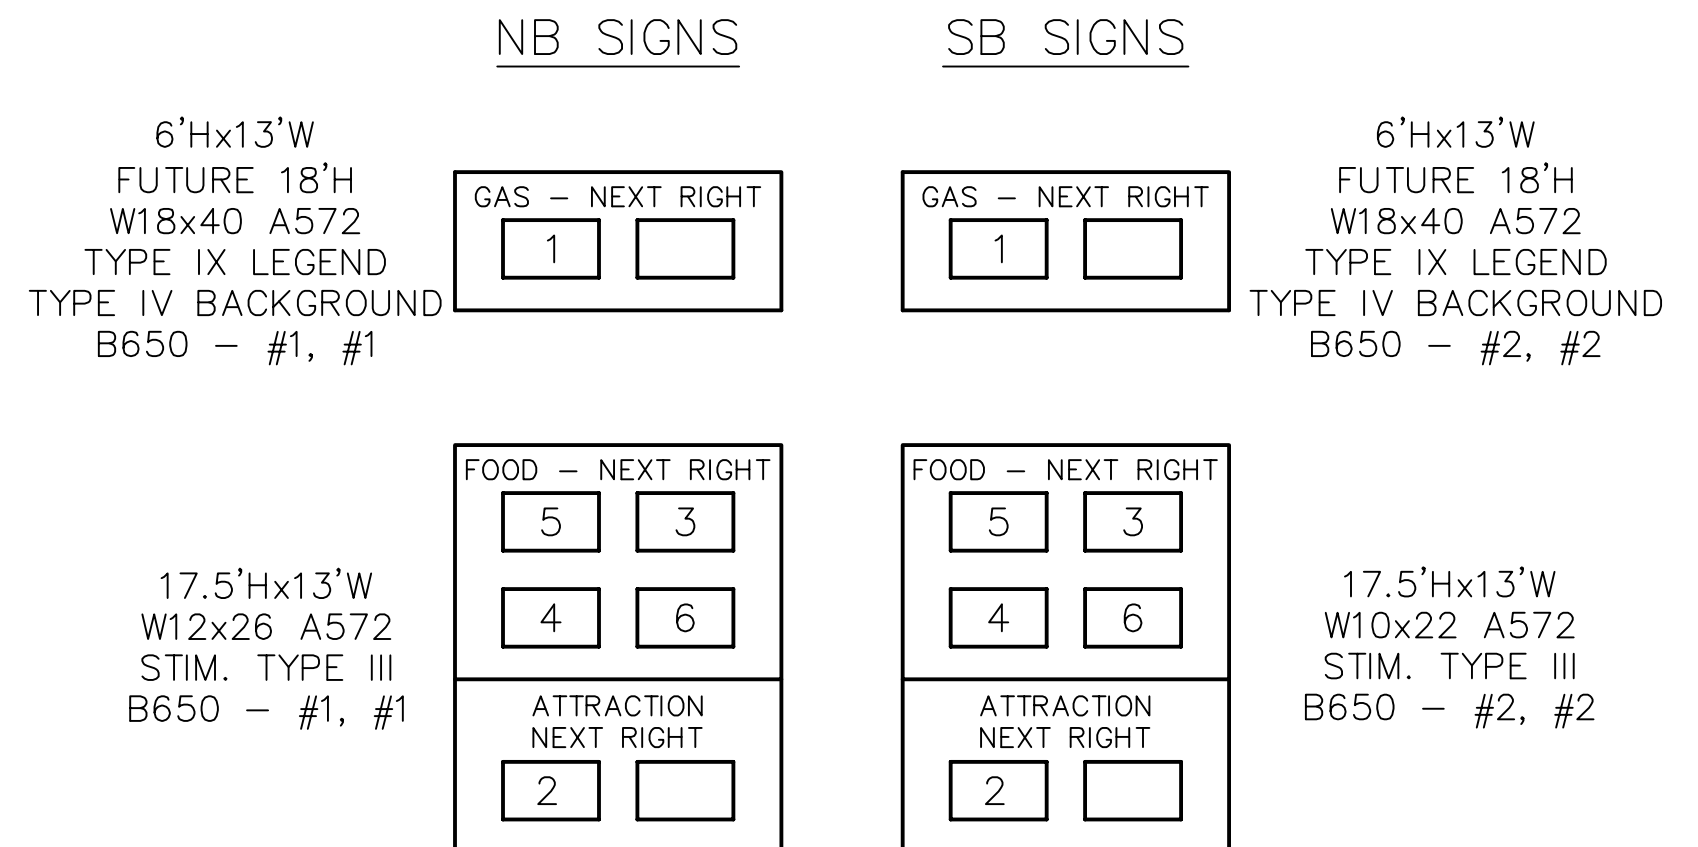 NB SIGNS
SB SIGNS
6'Hx13'W
FUTURE 18'H
W18x40 A572
TYPE IX LEGEND
TYPE IV BACKGROUND
B650 - #1, #1
GAS - NEXT RIGHT
1
GAS - NEXT RIGHT
1
6'Hx13'W
FUTURE 18'H
W18x40 A572
TYPE IX LEGEND
TYPE IV BACKGROUND
B650 - #2, #2
17.5'Hx13'W
W12x26 A572
STIM. TYPE III
B650 - #1, #1
FOOD - NEXT RIGHT
5 3
4 6
ATTRACTION
NEXT RIGHT
2
FOOD - NEXT RIGHT
5 3
4 6
ATTRACTION
NEXT RIGHT
2
17.5'Hx13'W
W10x22 A572
STIM. TYPE III
B650 - #2, #2